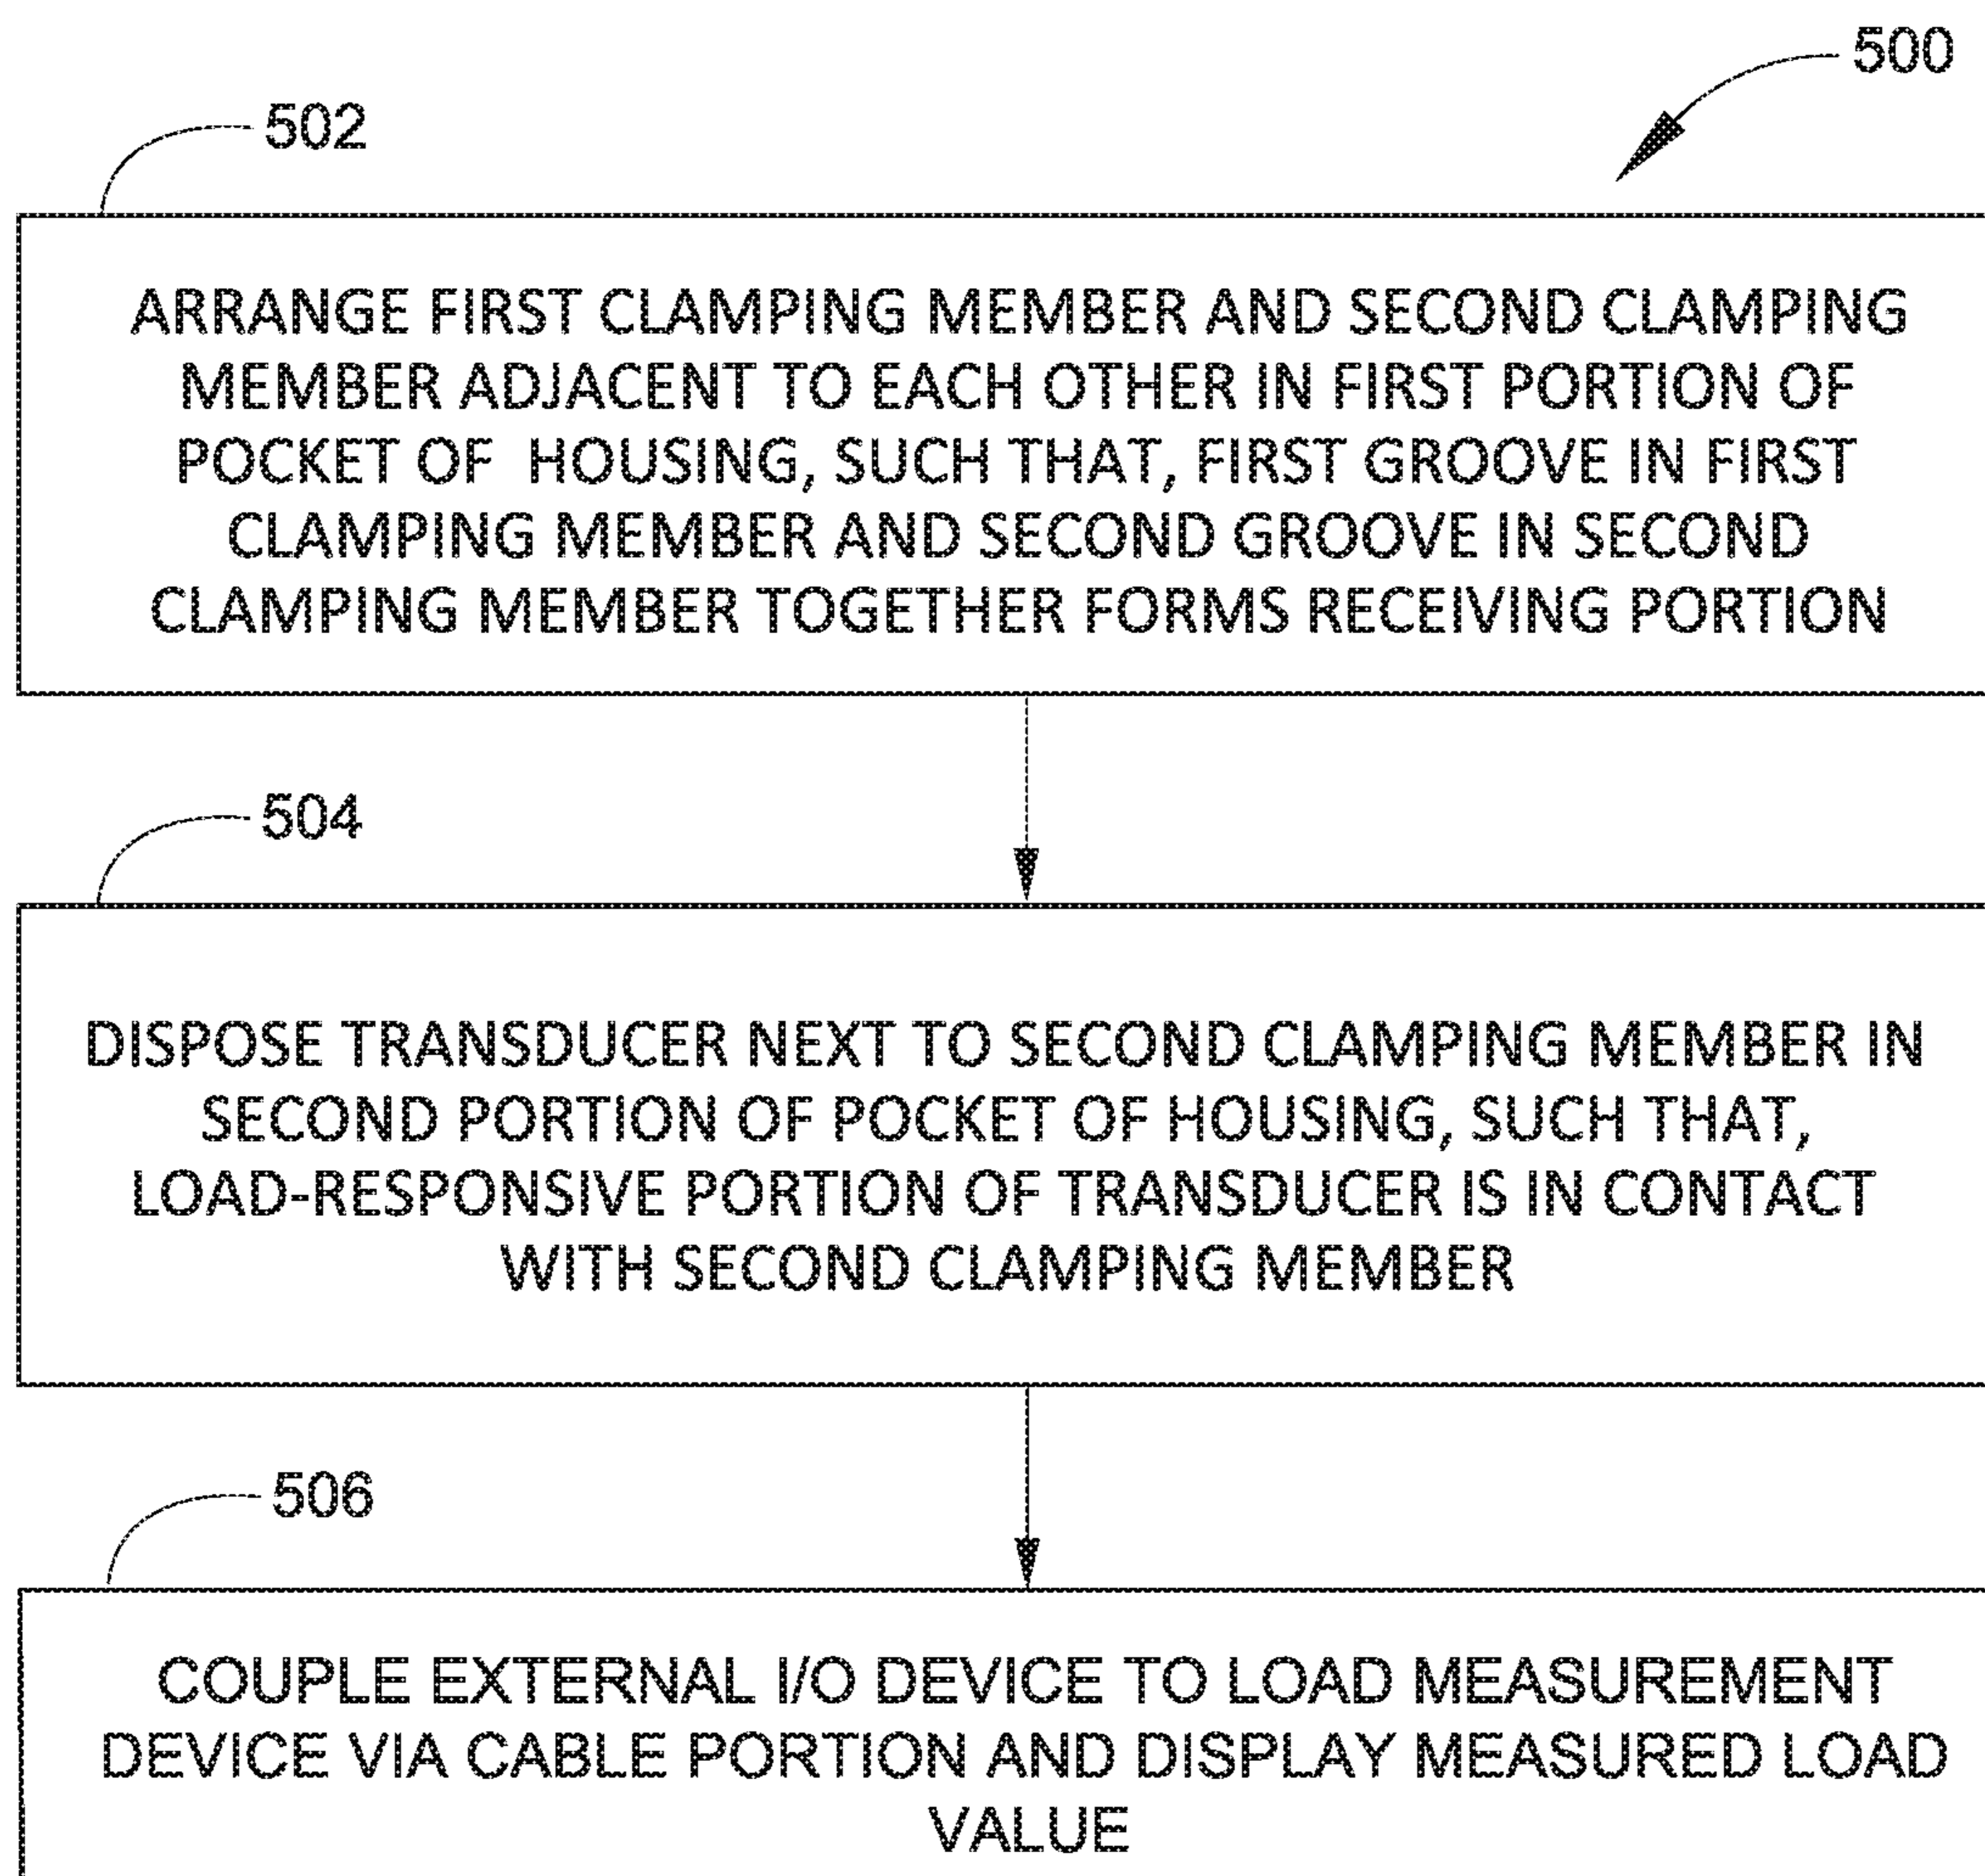 500
502
ARRANGE FIRST CLAMPING MEMBER AND SECOND CLAMPING
MEMBER ADJACENT TO EACH OTHER IN FIRST PORTION OF
POCKET OF HOUSING, SUCH THAT, FIRST GROOVE IN FIRST
CLAMPING MEMBER AND SECOND GROOVE IN SECOND
CLAMPING MEMBER TOGETHER FORMS RECEIVING PORTION
504
DISPOSE TRANSDUCER NEXT TO SECOND CLAMPING MEMBER IN
SECOND PORTION OF POCKET OF HOUSING, SUCH THAT,
LOAD-RESPONSIVE PORTION OF TRANSDUCER IS IN CONTACT
WITH SECOND CLAMPING MEMBER
506
COUPLE EXTERNAL I/O DEVICE TO LOAD MEASUREMENT
DEVICE VIA CABLE PORTION AND DISPLAY MEASURED LOAD
VALUE